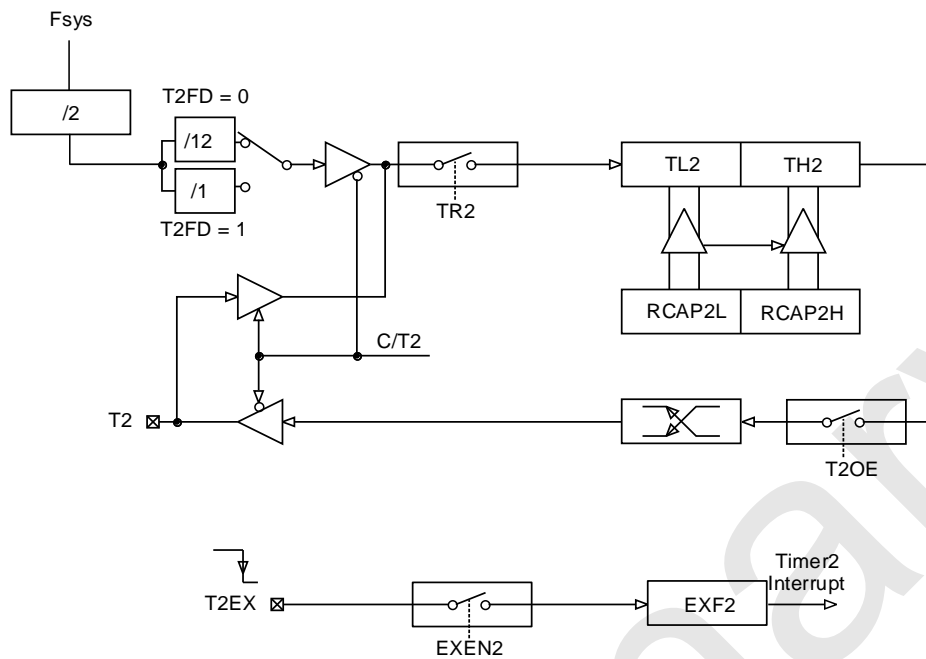 Fsys
/2
T2FD = 0
/12
/1
T2FD = 1
TR2
TL2
TH2
RCAP2L
RCAP2H
C/T2
T2
T2OE
T2EX
EXEN2
EXF2
Timer2
Interrupt